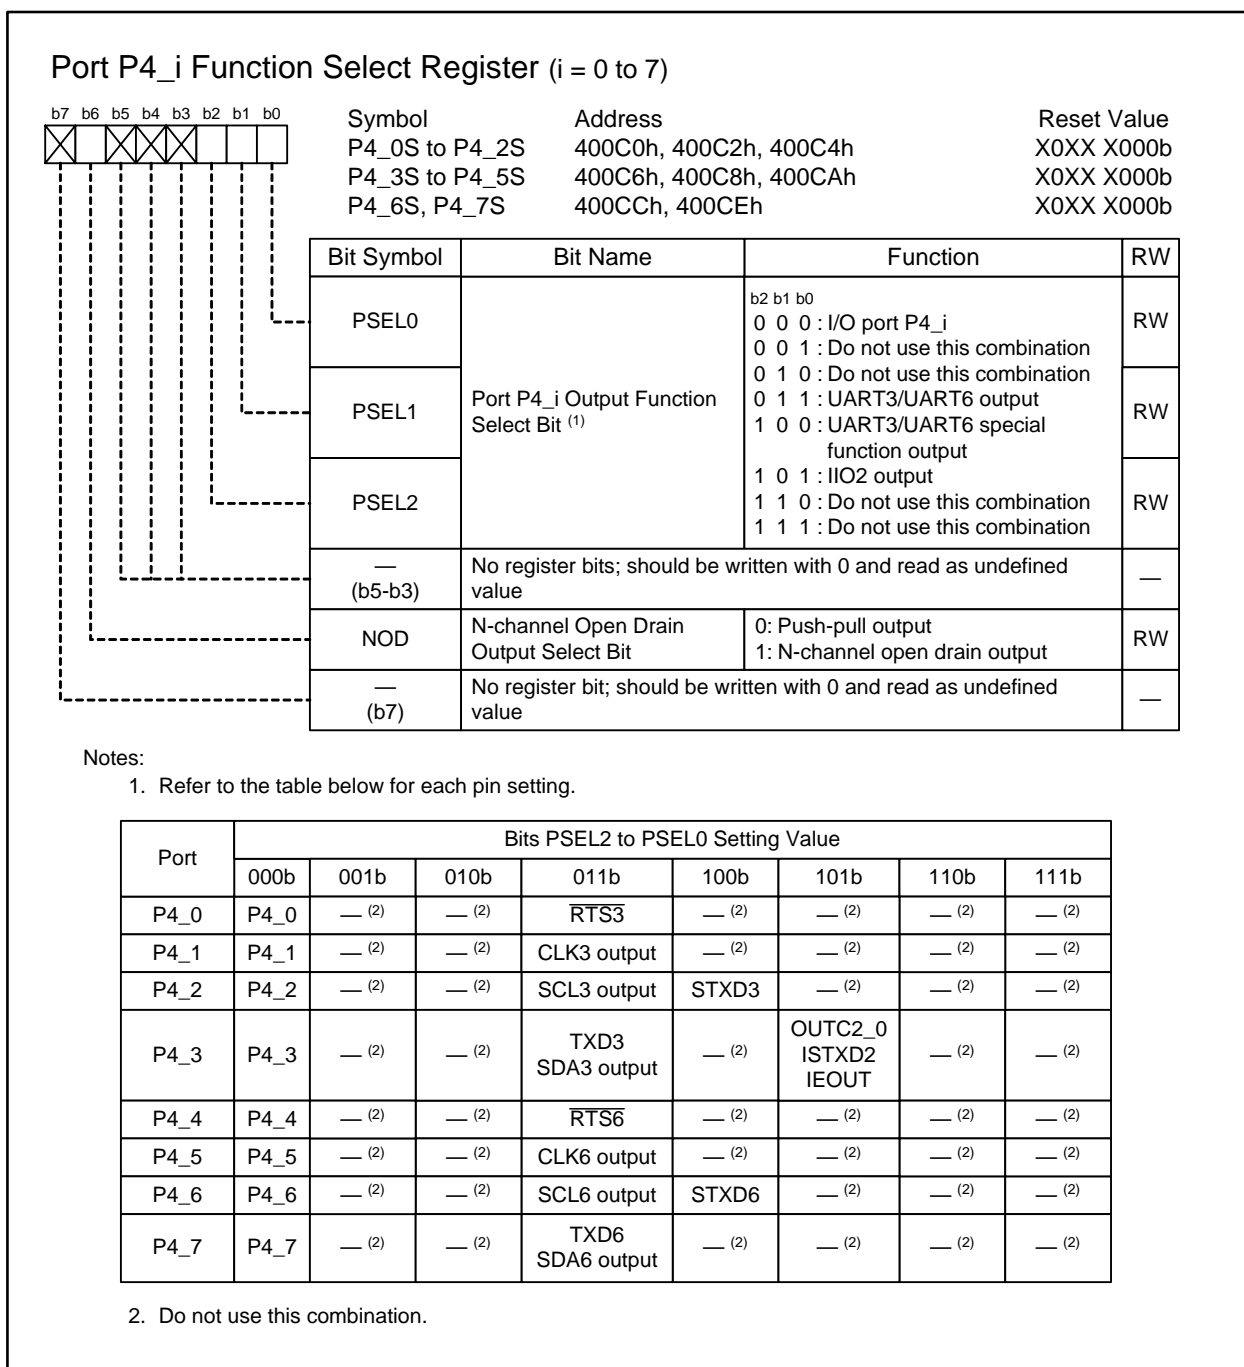 Port P4_i Function Select Register (i = 0 to 7)
b7 b6 b5 b4 b3 b2 b1 b0
Symbol Address Reset Value
P4_0S to P4_2S 400C0h, 400C2h, 400C4h X0XX X000b
P4_3S to P4_5S 400C6h, 400C8h, 400CAh X0XX X000b
P4_6S, P4_7S 400CCh, 400CEh X0XX X000b
Bit Symbol Bit Name Function RW
PSEL0 RW
PSEL1 RW
PSEL2 RW
Port P4_i Output Function
Select Bit (1)
b2 b1 b0
0 0 0 : I/O port P4_i
0 0 1 : Do not use this combination
0 1 0 : Do not use this combination
0 1 1 : UART3/UART6 output
1 0 0 : UART3/UART6 special
function output
1 0 1 : IIO2 output
1 1 0 : Do not use this combination
1 1 1 : Do not use this combination
—
(b5-b3)
No register bits; should be written with 0 and read as undefined
value
—
NOD
N-channel Open Drain
Output Select Bit
0: Push-pull output
1: N-channel open drain output
RW
—
(b7)
No register bit; should be written with 0 and read as undefined
value
—
Notes:
1. Refer to the table below for each pin setting.
Port Bits PSEL2 to PSEL0 Setting Value
000b 001b 010b 011b 100b 101b 110b 111b
P4_0 P4_0 — (2) — (2) RTS3 — (2) — (2) — (2) — (2)
P4_1 P4_1 — (2) — (2) CLK3 output — (2) — (2) — (2) — (2)
P4_2 P4_2 — (2) — (2) SCL3 output STXD3 — (2) — (2) — (2)
P4_3 P4_3 — (2) — (2) TXD3
SDA3 output — (2) OUTC2_0
ISTXD2
IEOUT — (2) — (2)
P4_4 P4_4 — (2) — (2) RTS6 — (2) — (2) — (2) — (2)
P4_5 P4_5 — (2) — (2) CLK6 output — (2) — (2) — (2) — (2)
P4_6 P4_6 — (2) — (2) SCL6 output STXD6 — (2) — (2) — (2)
P4_7 P4_7 — (2) — (2) TXD6
SDA6 output — (2) — (2) — (2) — (2)
2. Do not use this combination.